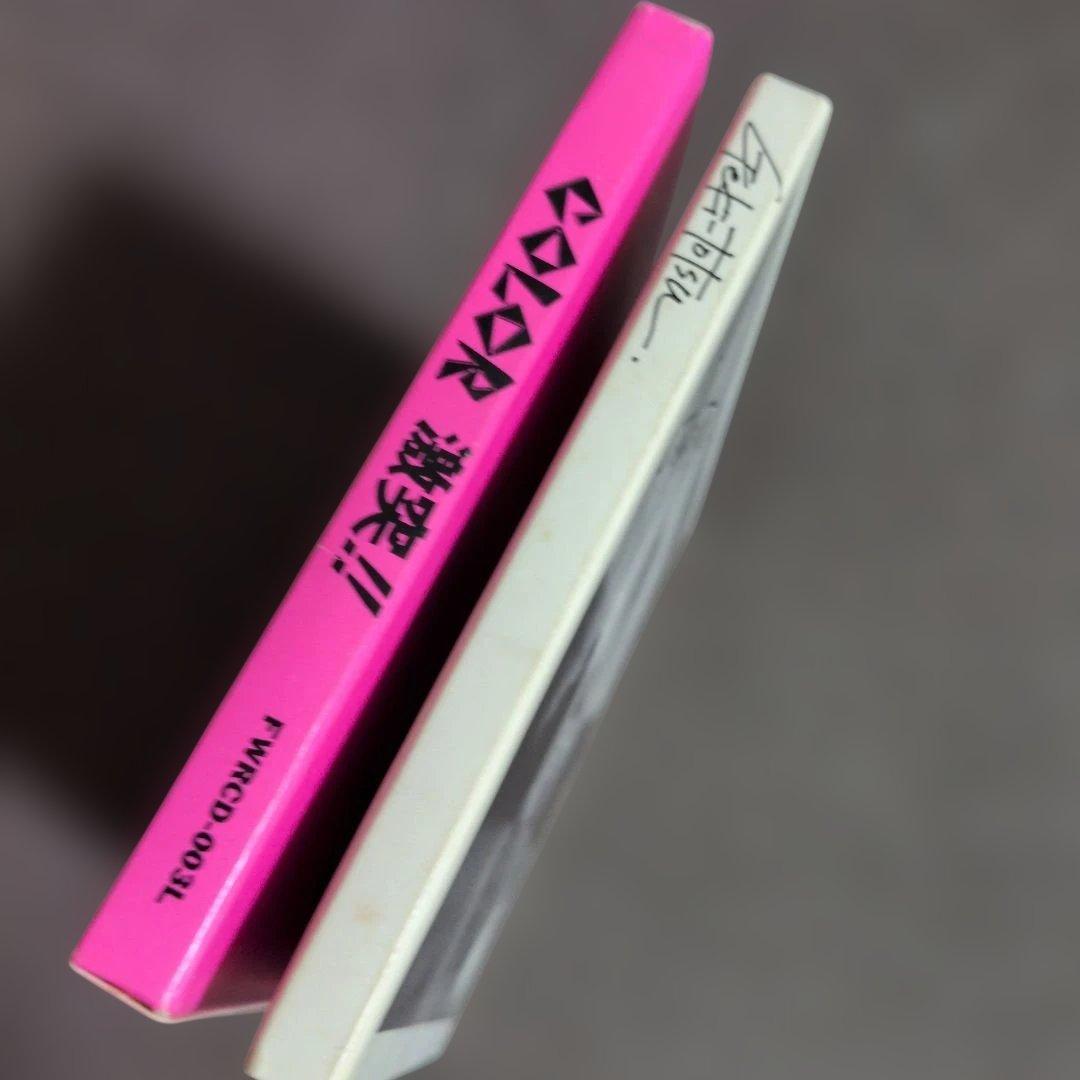 COLOR 激突!!
FWRCD-003L
Geki-totsu.